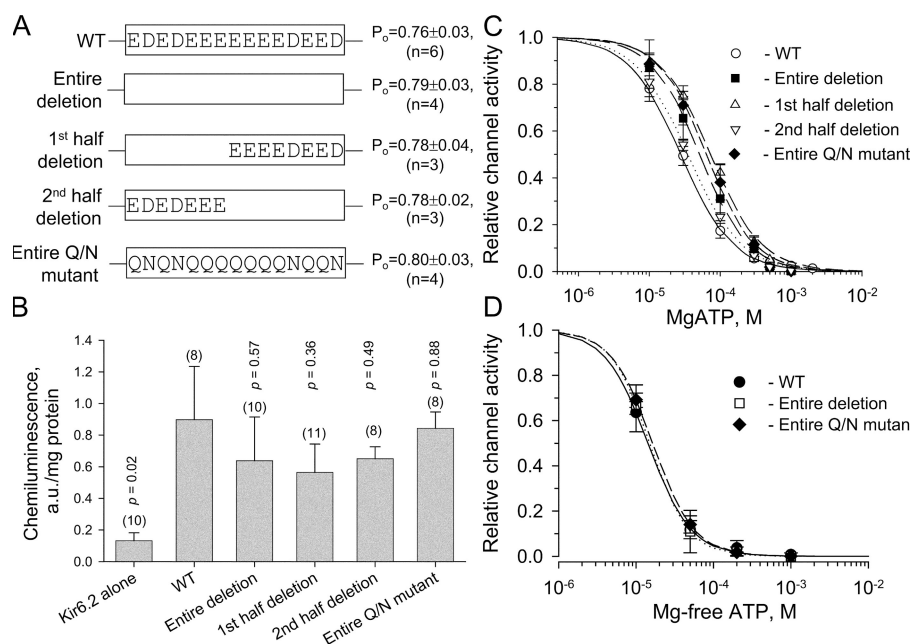 A
WT
EDEDEEEEEEEEDEED
P₀=0.76±0.03,
(n=6)
Entire
deletion
P₀=0.79±0.03,
(n=4)
1st half
deletion
EEEEDEED
P₀=0.78±0.04,
(n=3)
2nd half
deletion
EDEDEEE
P₀=0.78±0.02,
(n=3)
Entire Q/N
mutant
QNQNQQQQQQQNQQN
P₀=0.80±0.03,
(n=4)
B
Chemiluminescence,
a.u./mg protein
1.4
1.2
1.0
0.8
0.6
0.4
0.2
0.0
p = 0.02
(10)
(8)
p = 0.57
(10)
p = 0.36
(11)
p = 0.49
(8)
p = 0.88
(8)
Kir6.2 alone
WT
Entire deletion
1st half deletion
2nd half deletion
Entire Q/N mutant
C
Relative channel activity
1.0
0.8
0.6
0.4
0.2
0.0
- WT
- Entire deletion
- 1st half deletion
- 2nd half deletion
- Entire Q/N mutant
10-6
10-5
10-4
10-3
10-2
MgATP, M
D
Relative channel activity
1.0
0.8
0.6
0.4
0.2
0.0
- WT
- Entire deletion
- Entire Q/N mutan
10-6
10-5
10-4
10-3
10-2
Mg-free ATP, M